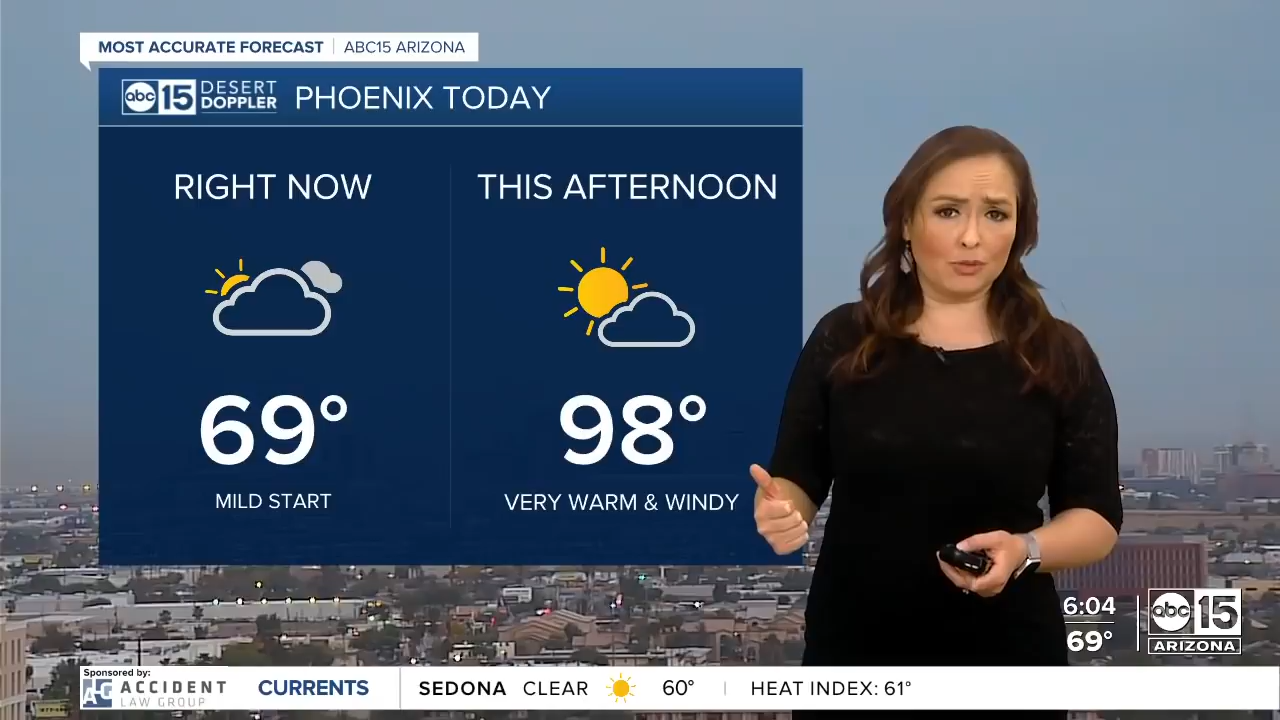 MOST ACCURATE FORECAST | ABC15 ARIZONA
abc 15 DESERT DOPPLER PHOENIX TODAY
RIGHT NOW
THIS AFTERNOON
69°
98°
MILD START
VERY WARM & WINDY
6:04
69°
abc 15
ARIZONA
Sponsored by:
AG ACCIDENT
LAW GROUP
CURRENTS
SEDONA CLEAR 60° | HEAT INDEX: 61°